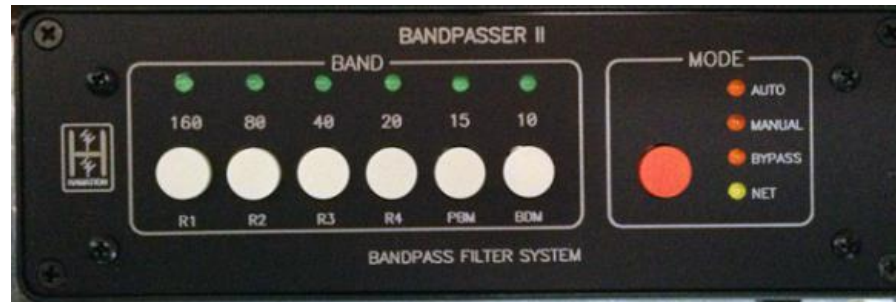 BANDPASSER II
BAND
160 80 40 20 15 10
R1 R2 R3 R4 PBM BDM
MODE
AUTO
MANUAL
BYPASS
NET
HAMATION
BANDPASS FILTER SYSTEM